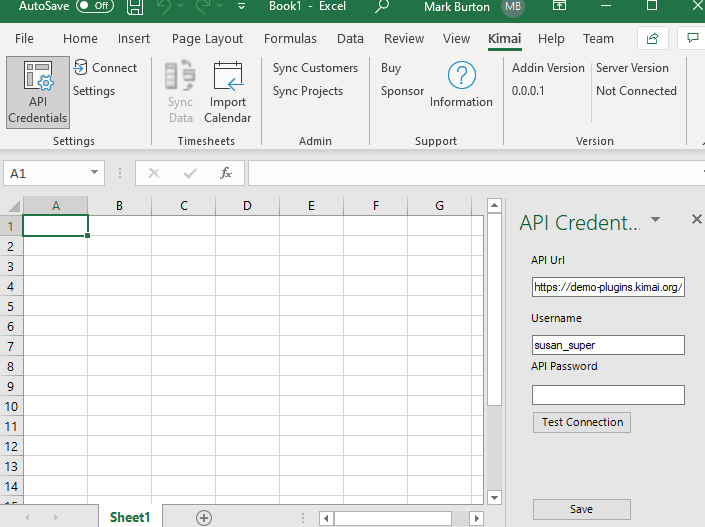 AutoSave Off Book1 - Excel Mark Burton MB
File Home Insert Page Layout Formulas Data Review View Kimai Help Team
API Credentials
Connect
Settings
Settings
Sync Data
Import Calendar
Timesheets
Sync Customers
Sync Projects
Admin
Buy
Sponsor
Information
Support
Addin Version
0.0.0.1
Server Version
Not Connected
Version
A1 fx
A B C D E F G
1
2
3
4
5
6
7
8
9
10
11
12
13
14
API Credent...
API Url
https://demo-plugins.kimai.org/
Username
susan_super
API Password
Test Connection
Save
Sheet1